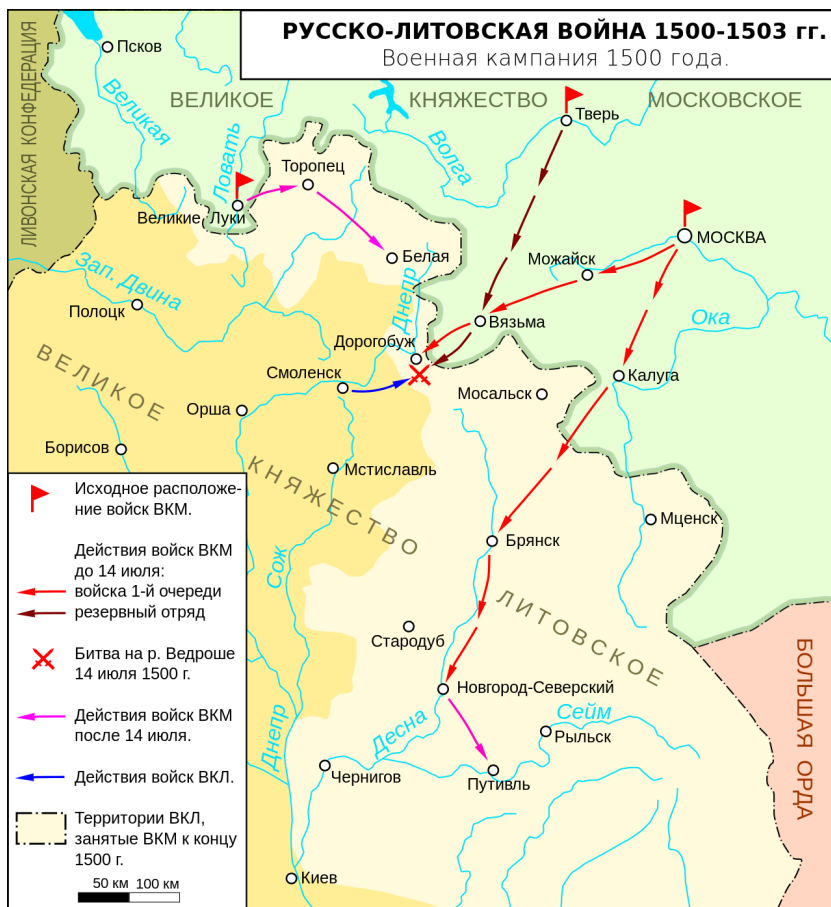 РУССКО-ЛИТОВСКАЯ ВОЙНА 1500-1503 гг.
Военная кампания 1500 года.
ЛИВОНСКАЯ КОНФЕДЕРАЦИЯ
Псков
Великая
ВЕЛИКОЕ
КНЯЖЕСТВО
МОСКОВСКОЕ
Ловать
Волга
Тверь
Торопец
Великие Луки
Белая
МОСКВА
Можайск
Зап. Двина
Днепр
Ока
Полоцк
Вязьма
Дорогобуж
ВЕЛИКОЕ
Смоленск
Мосальск
Калуга
Орша
Борисов
КНЯЖЕСТВО
Мстиславль
Мценск
Брянск
Сож
ЛИТОВСКОЕ
Стародуб
БОЛЬШАЯ ОРДА
Новгород-Северский
Сейм
Десна
Рыльск
Днепр
Чернигов
Путивль
Киев
Исходное расположе-
ние войск ВКМ.
Действия войск ВКМ
до 14 июля:
войска 1-й очереди
резервный отряд
Битва на р. Ведроше
14 июля 1500 г.
Действия войск ВКМ
после 14 июля.
Действия войск ВКЛ.
Территории ВКЛ,
занятые ВКМ к концу
1500 г.
50 км 100 км